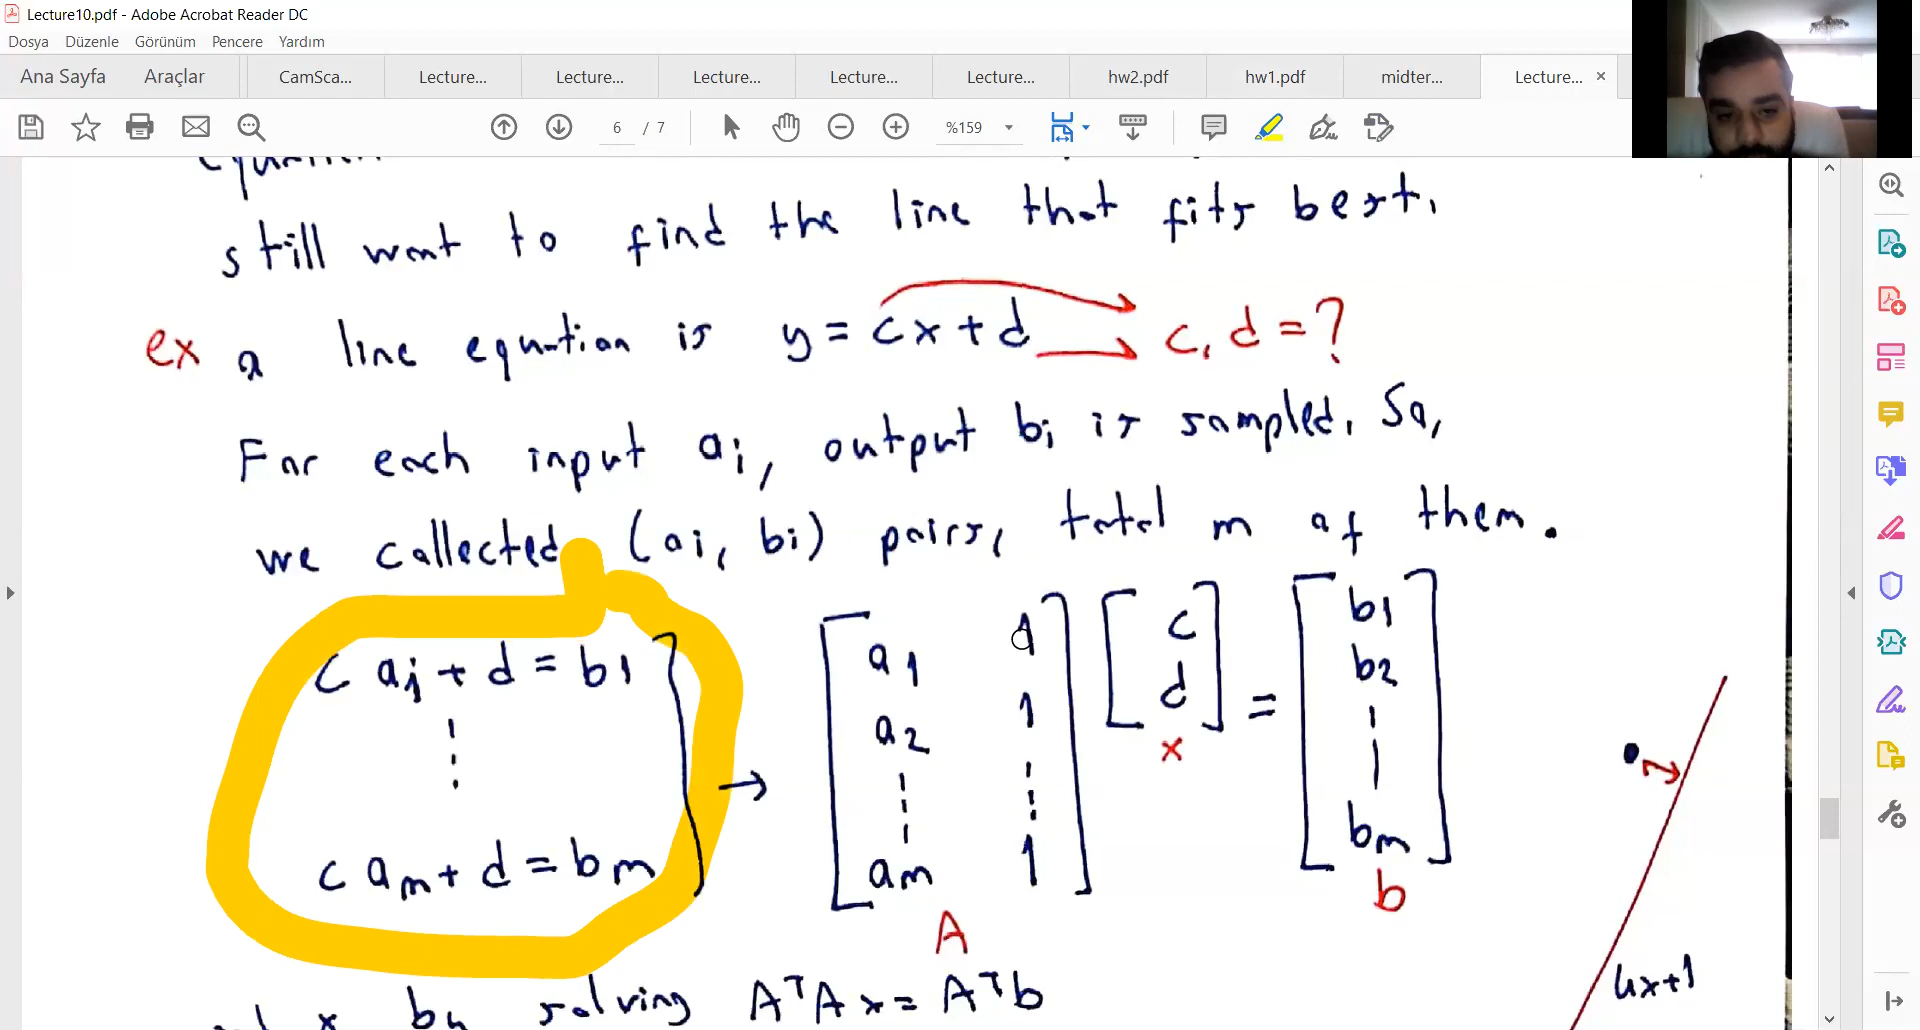 Lecture10.pdf - Adobe Acrobat Reader DC
Dosya Düzenle Görünüm Pencere Yardım
Ana Sayfa Araçlar CamSca... Lecture... Lecture... Lecture... Lecture... Lecture... hw2.pdf hw1.pdf midter... Lecture... ×
6 / 7 %159
still want to find the line that fits best.
ex a line equation is y = cx + d c, d = ?
For each input ai, output bi is sampled. So,
we collected (ai, bi) pairs, total m of them.
c a1 + d = b1
c am + d = bm
→
[ a1 1
a2 1
am 1 ]
A
[ c
d ]
x
=
[ b1
b2
bm ]
b
x by solving AᵀAx = Aᵀb
4x+1